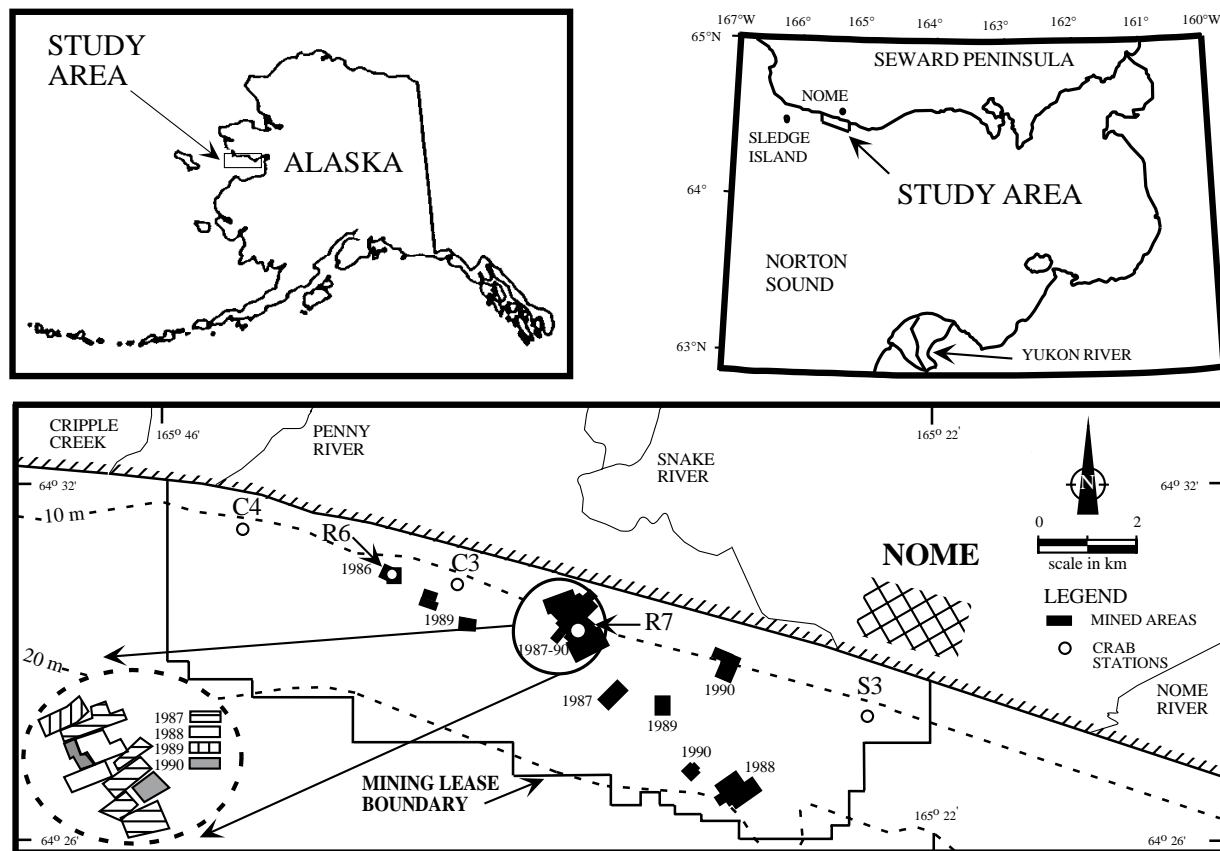 STUDY
AREA
ALASKA
167°W
166°
165°
164°
163°
162°
161°
160°W
65°N
SEWARD PENINSULA
NOME
SLEDGE
ISLAND
STUDY AREA
64°
NORTON
SOUND
63°N
YUKON RIVER
CRIPPLE
CREEK
165° 46'
PENNY
RIVER
SNAKE
RIVER
165° 22'
64° 32'
64° 32'
N
10 m
C4
R6
1986
C3
1989
R7
1987-90
NOME
0
2
scale in km
LEGEND
MINED AREAS
CRAB
STATIONS
20 m
1987
1989
1990
S3
NOME
RIVER
1987
1988
1989
1990
1990
1988
MINING LEASE
BOUNDARY
165° 22'
64° 26'
64° 26'